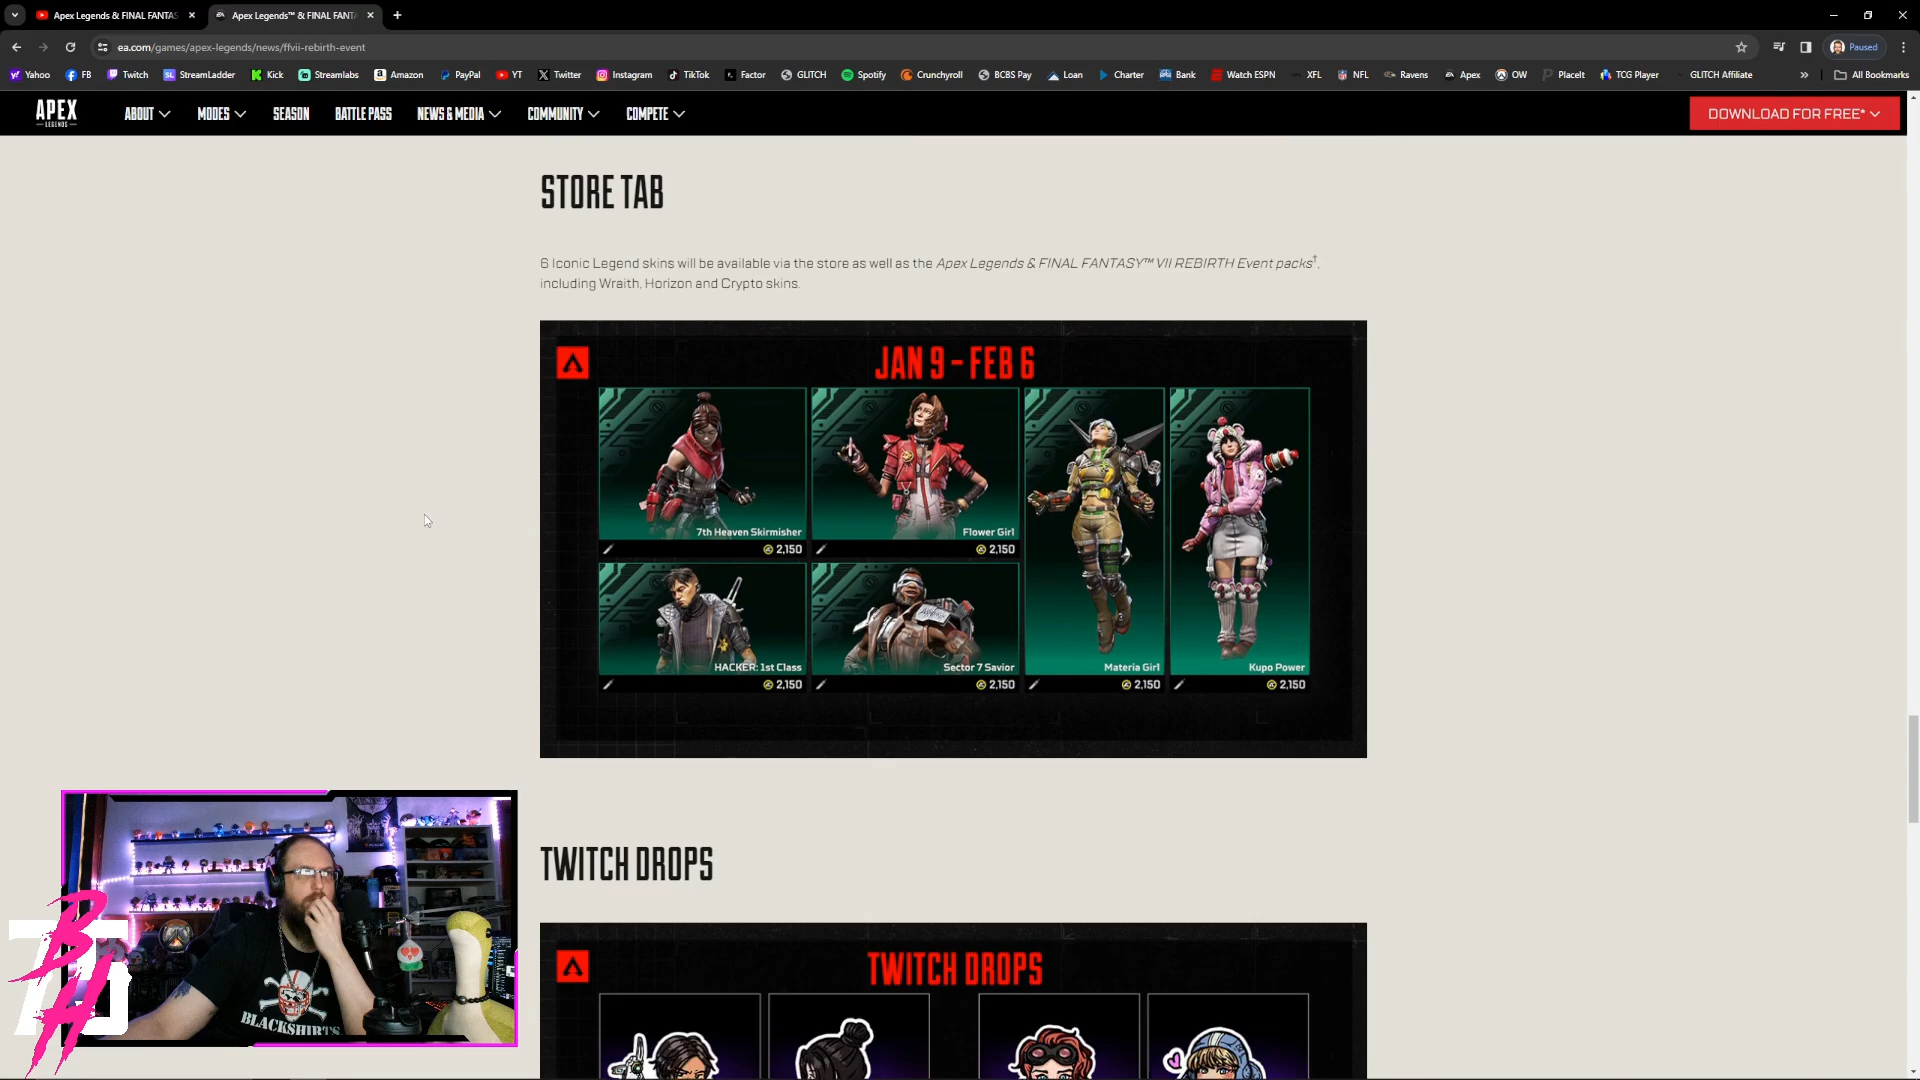 Apex Legends & FINAL FANTAS
Apex Legends™ & FINAL FANTA
ea.com/games/apex-legends/news/ffvii-rebirth-event
Paused
Yahoo
FB
Twitch
StreamLadder
Kick
Streamlabs
Amazon
PayPal
YT
Twitter
Instagram
TikTok
Factor
GLITCH
Spotify
Crunchyroll
BCBS Pay
Loan
Charter
Bank
Watch ESPN
XFL
NFL
Ravens
Apex
OW
PlaceIt
TCG Player
GLITCH Affiliate
All Bookmarks
APEX
LEGENDS
ABOUT
MODES
SEASON
BATTLE PASS
NEWS & MEDIA
COMMUNITY
COMPETE
DOWNLOAD FOR FREE*
STORE TAB
6 Iconic Legend skins will be available via the store as well as the Apex Legends & FINAL FANTASY™ VII REBIRTH Event packs†,
including Wraith, Horizon and Crypto skins.
JAN 9 - FEB 6
7th Heaven Skirmisher
2,150
Flower Girl
2,150
HACKER: 1st Class
2,150
Sector 7 Savior
2,150
Materia Girl
2,150
Kupo Power
2,150
TWITCH DROPS
TWITCH DROPS
BLACKSHIRTS
BH
75